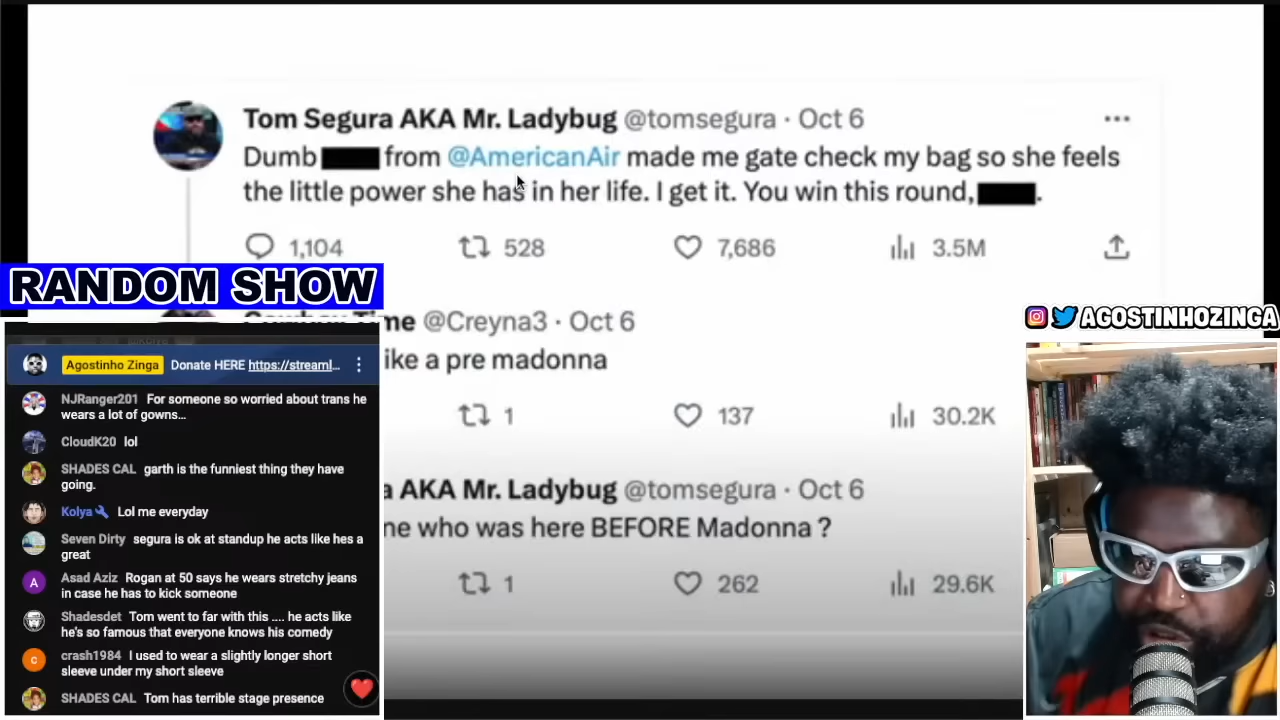 Tom Segura AKA Mr. Ladybug @tomsegura · Oct 6
Dumb from @AmericanAir made me gate check my bag so she feels
the little power she has in her life. I get it. You win this round, .
1,104 528 7,686 3.5M
RANDOM SHOW
Time @Creyna3 · Oct 6
ike a pre madonna
1 137 30.2K
a AKA Mr. Ladybug @tomsegura · Oct 6
ne who was here BEFORE Madonna ?
1 262 29.6K
Agostinho Zinga Donate HERE https://streaml...
NJRanger201 For someone so worried about trans he
wears a lot of gowns...
CloudK20 lol
SHADES CAL garth is the funniest thing they have
going.
Kolya Lol me everyday
Seven Dirty segura is ok at standup he acts like hes a
great
A
Asad Aziz Rogan at 50 says he wears stretchy jeans
in case he has to kick someone
Shadesdet Tom went to far with this .... he acts like
he's so famous that everyone knows his comedy
c
crash1984 I used to wear a slightly longer short
sleeve under my short sleeve
SHADES CAL Tom has terrible stage presence
AGOSTINHOZINGA